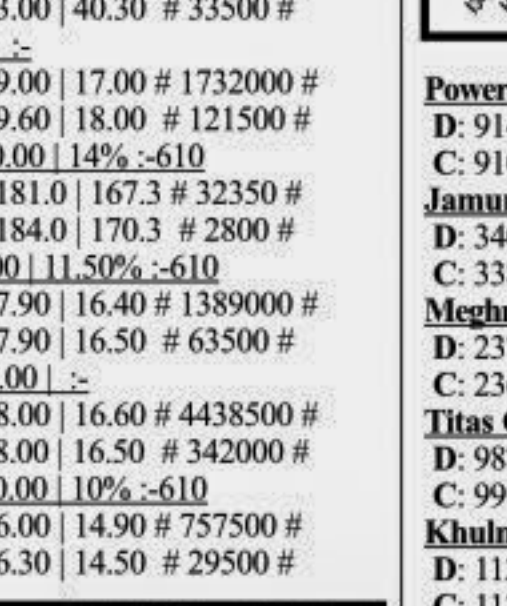 3.00 | 40.30 # 33500 #
:-
9.00 | 17.00 # 1732000 #
9.60 | 18.00 # 121500 #
0.00 | 14% :-610
181.0 | 167.3 # 32350 #
184.0 | 170.3 # 2800 #
00 | 11.50% :-610
7.90 | 16.40 # 1389000 #
7.90 | 16.50 # 63500 #
.00 | :-
8.00 | 16.60 # 4438500 #
8.00 | 16.50 # 342000 #
0.00 | 10% :-610
6.00 | 14.90 # 757500 #
6.30 | 14.50 # 29500 #
Power
D: 91
C: 91
Jamu
D: 34
C: 33
Megh
D: 23
C: 23
Titas
D: 98
C: 99
Khuln
D: 11
C: 11